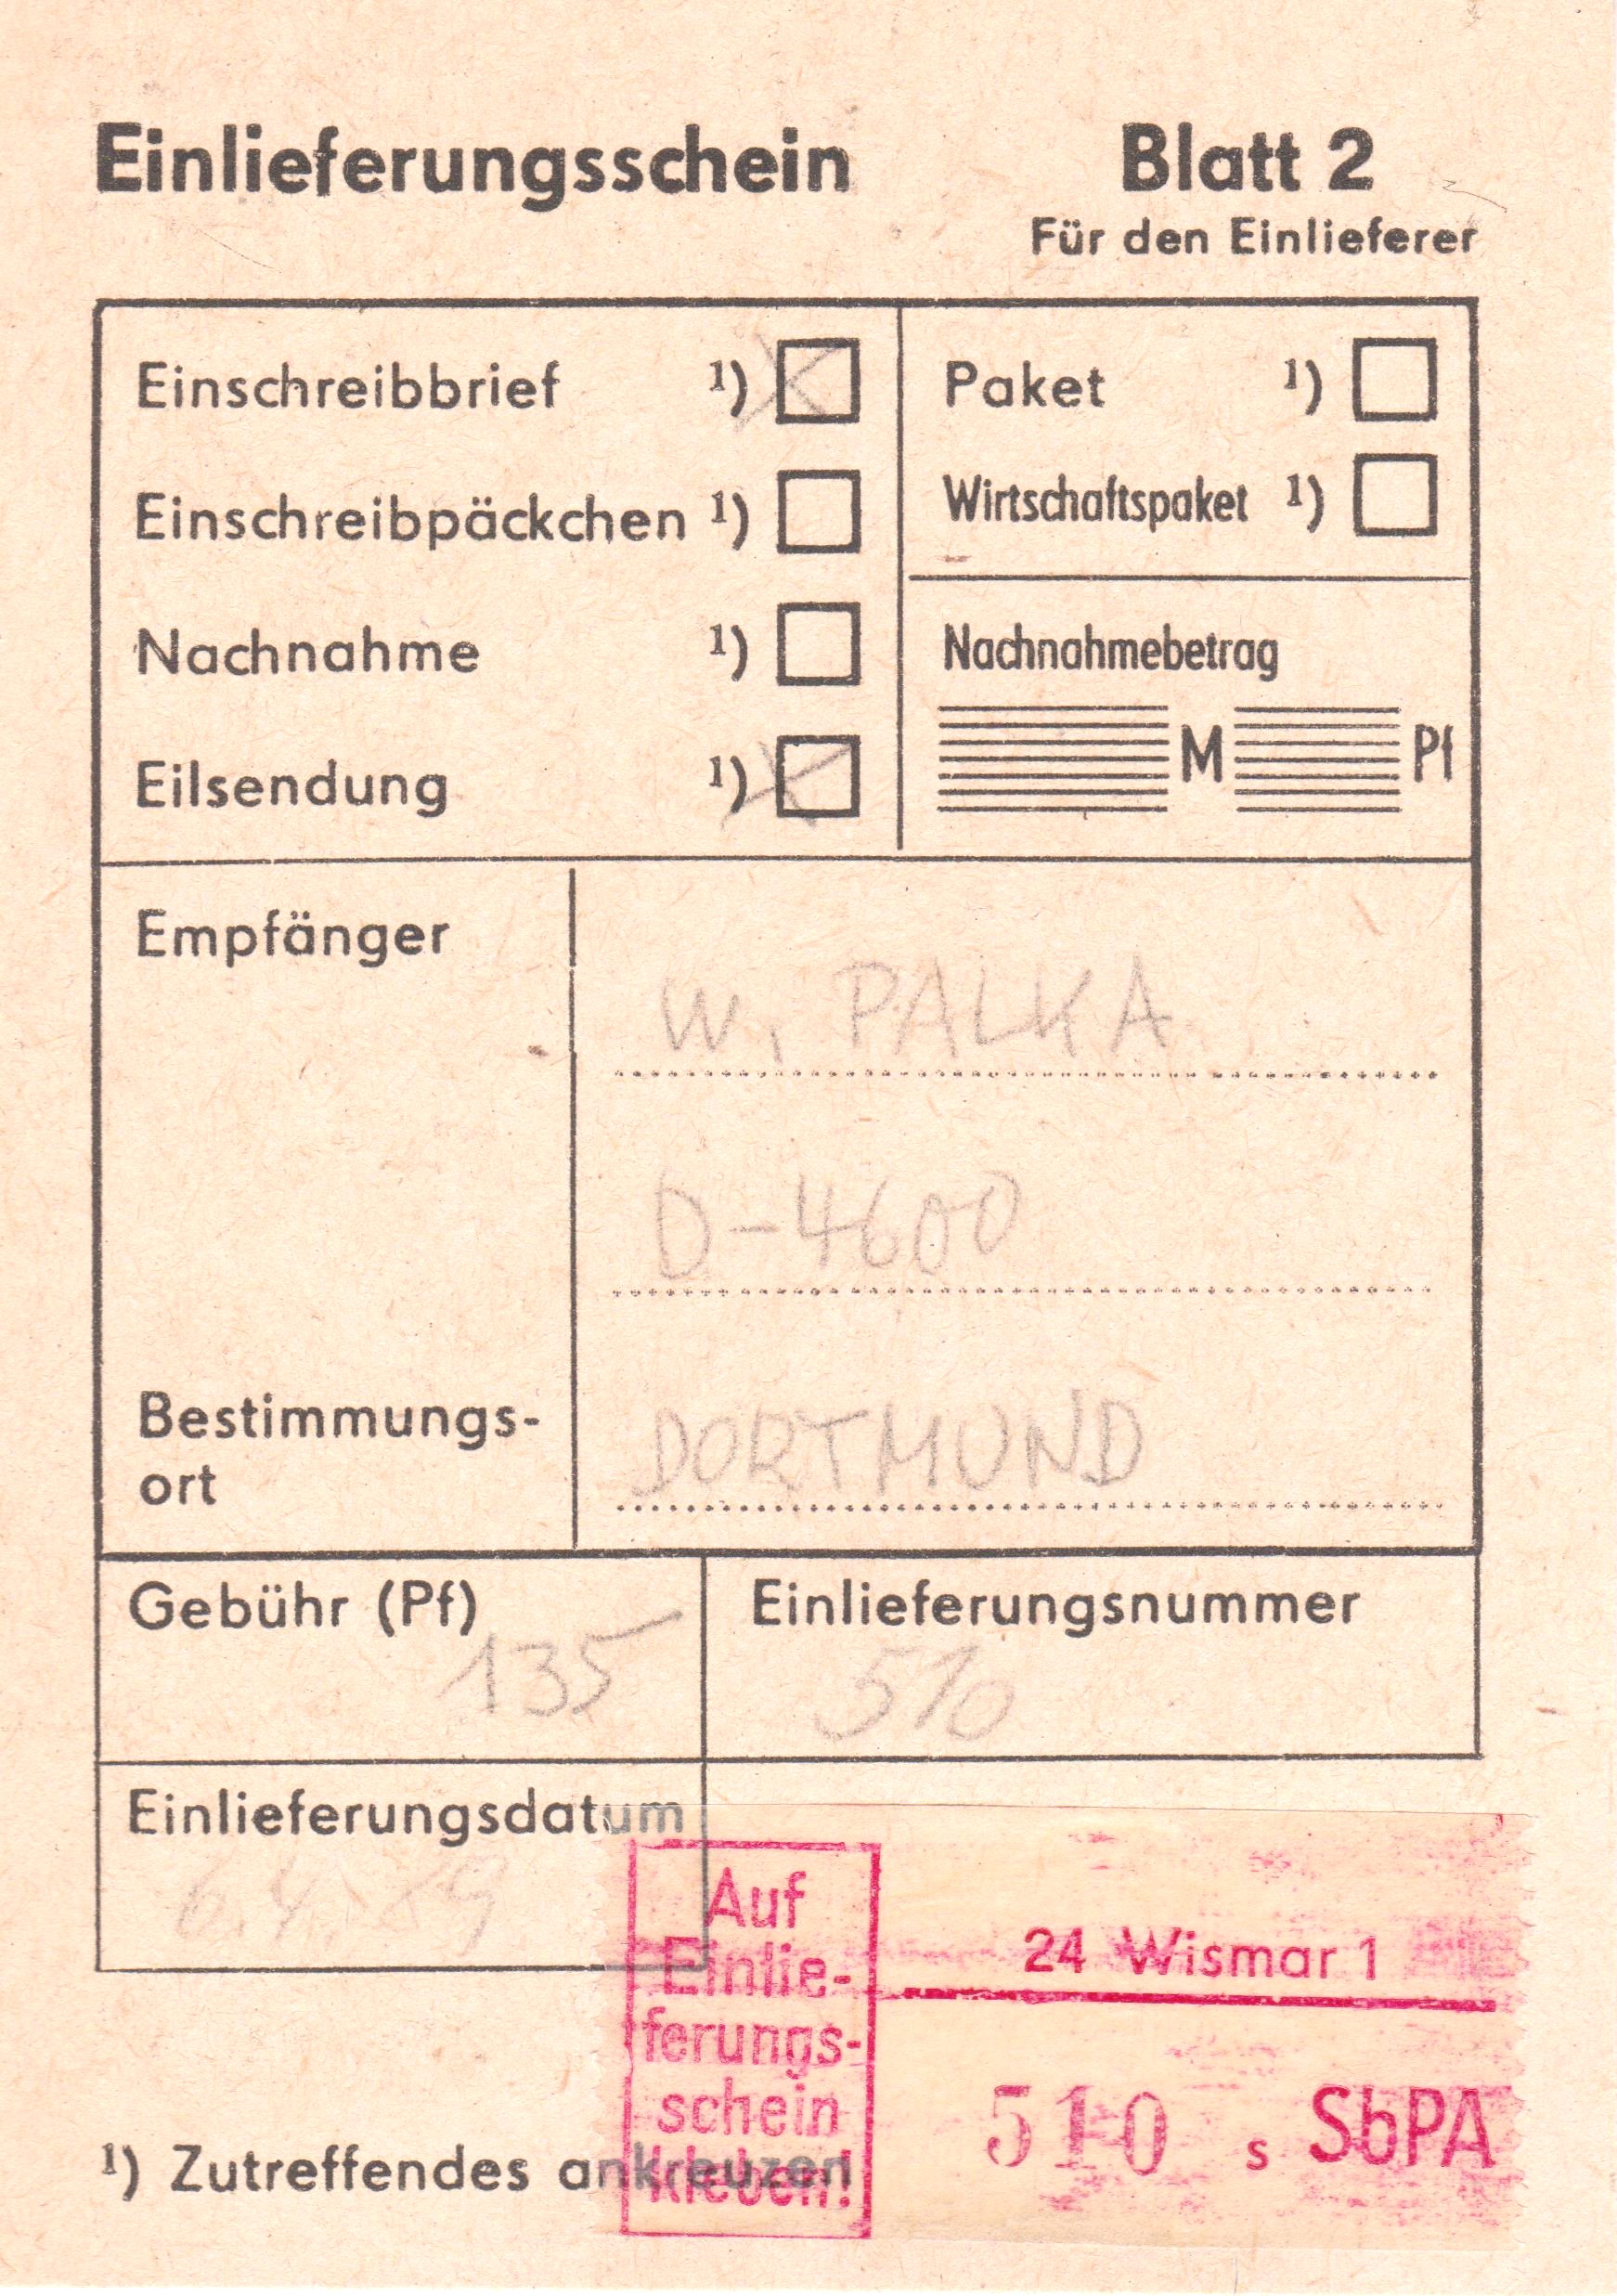 Einlieferungsschein
Blatt 2
Für den Einlieferer
Einschreibbrief ¹)
Einschreibpäckchen ¹)
Nachnahme ¹)
Eilsendung ¹)
Paket ¹)
Wirtschaftspaket ¹)
Nachnahmebetrag
M Pf
Empfänger
W. PALKA
D-4600
Bestimmungs-
ort
DORTMUND
Gebühr (Pf)
135
Einlieferungsnummer
510
Einlieferungsdatum
6.4.89
Auf
Einlie-
ferungs-
schein
kleben!
24 Wismar 1
510 s SbPA
¹) Zutreffendes ankreuzen